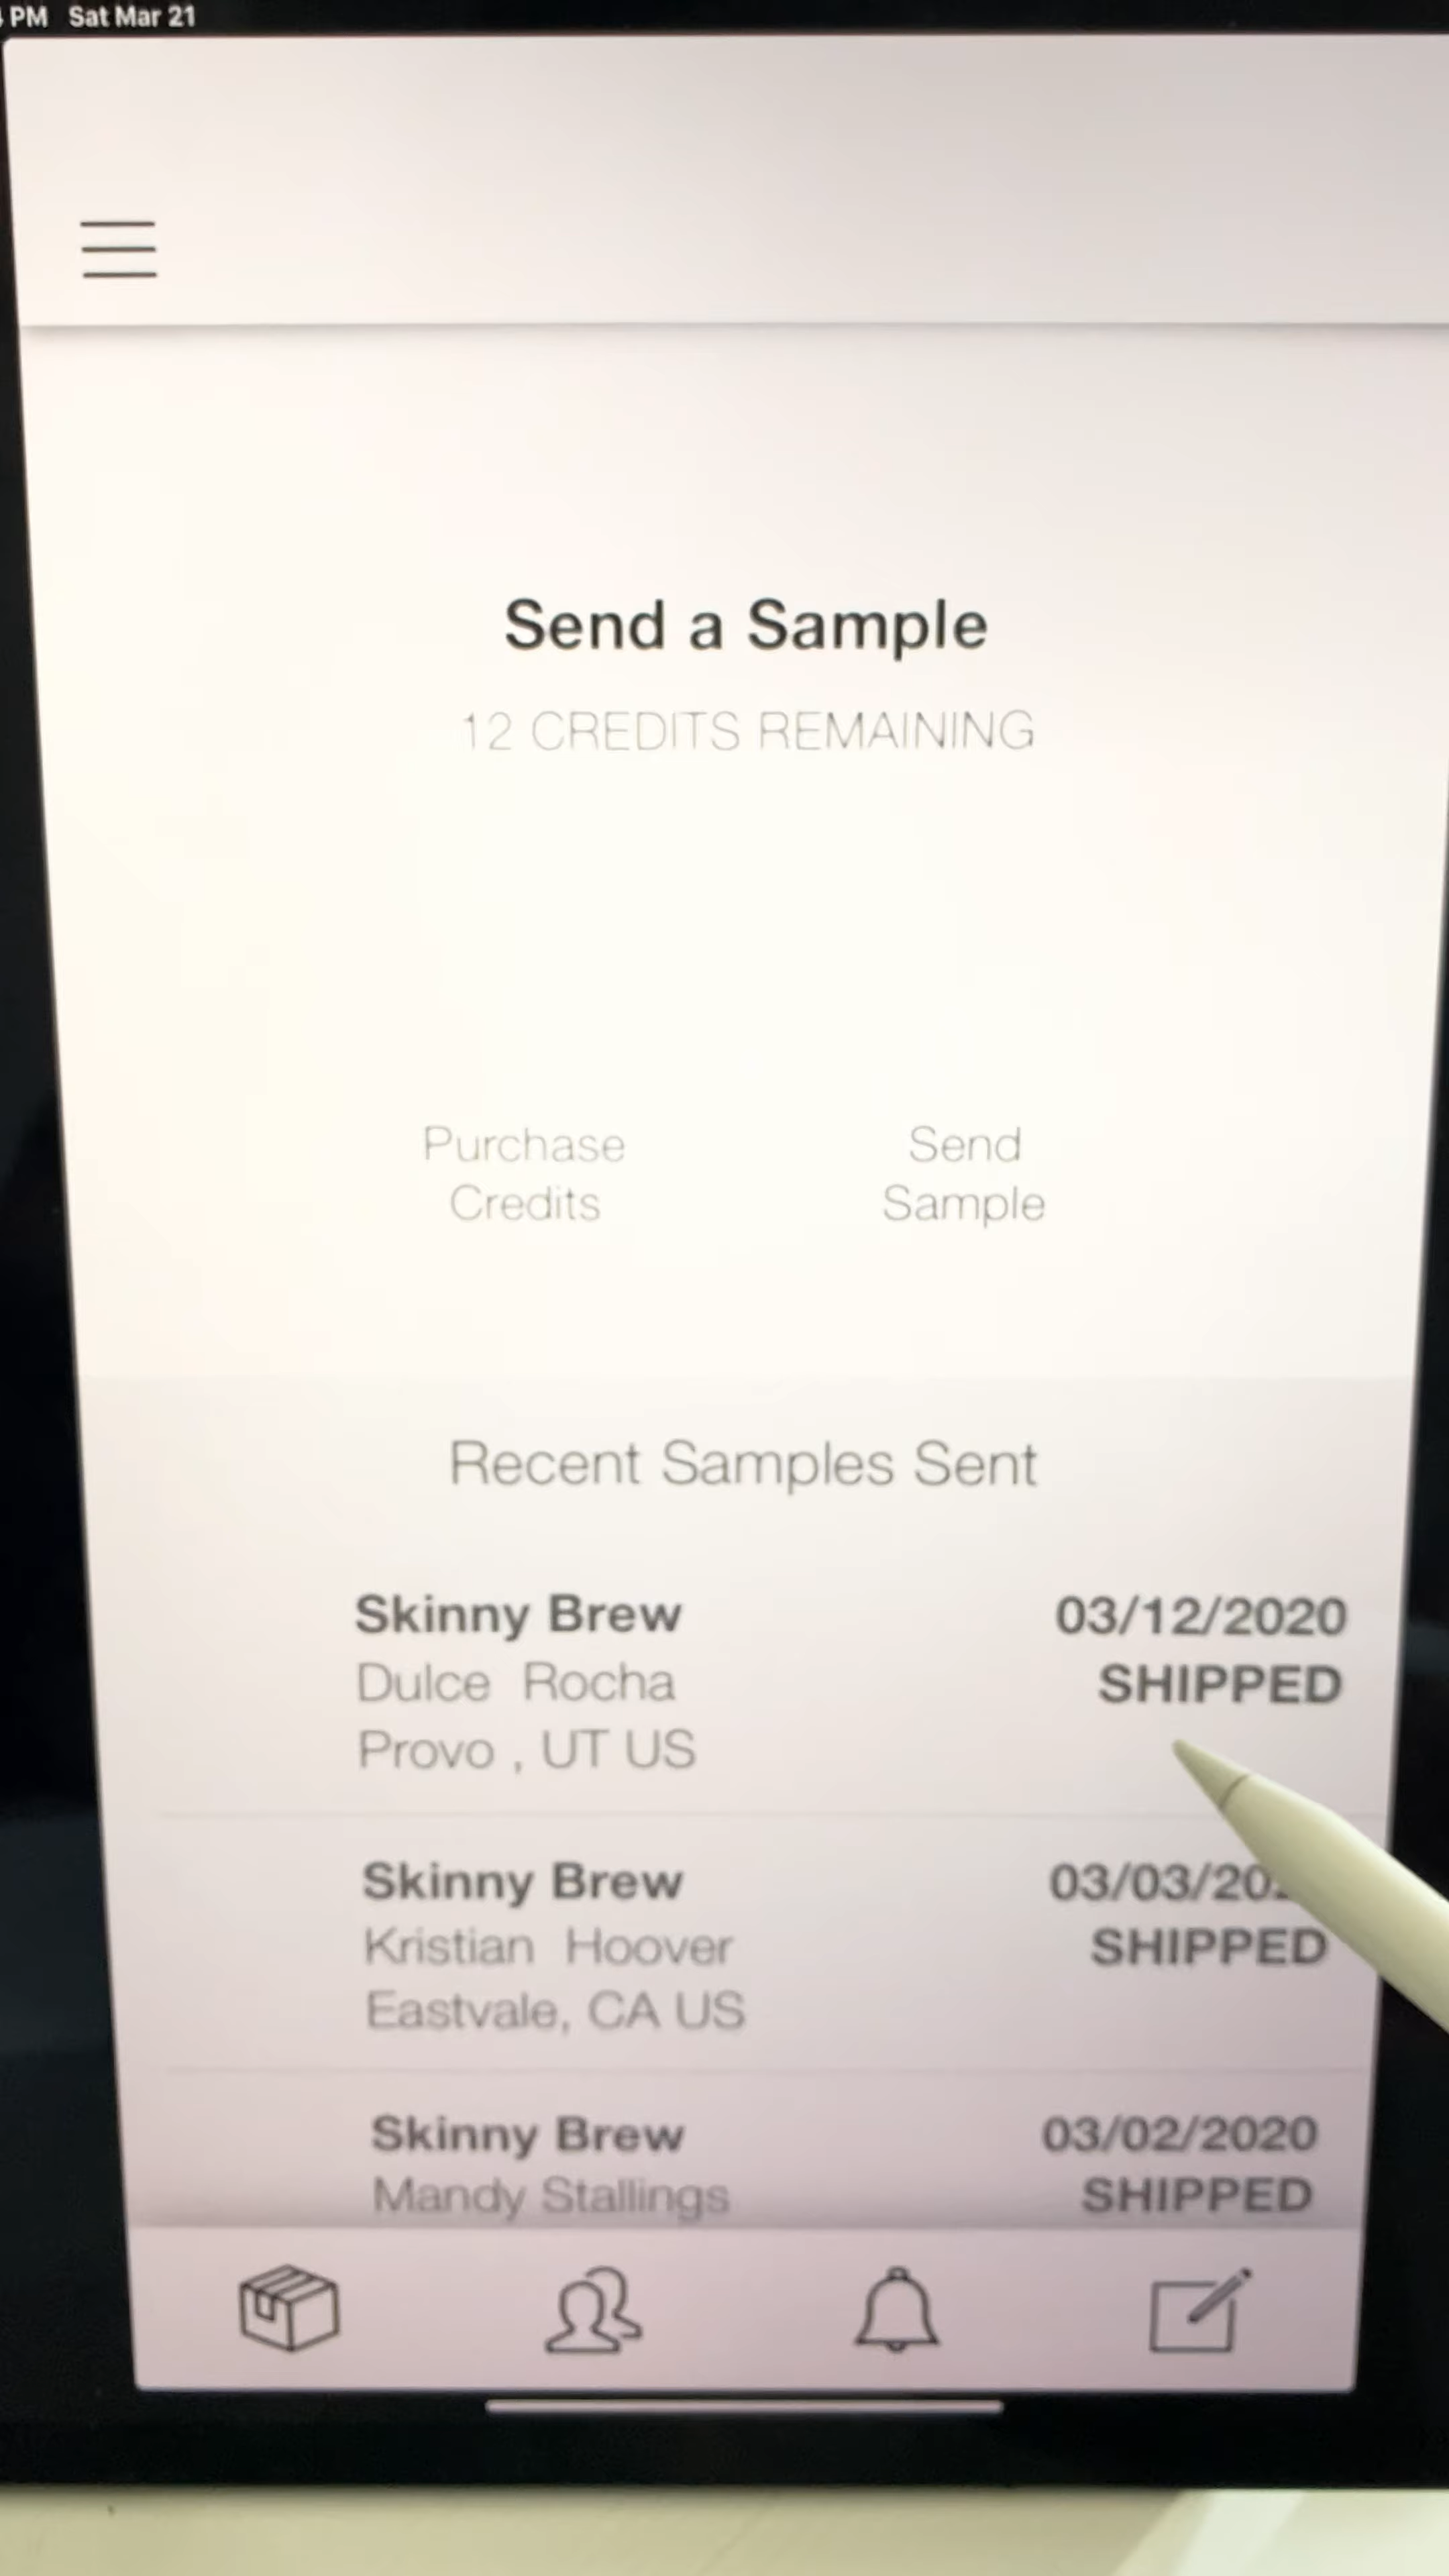 PM Sat Mar 21
Send a Sample
12 CREDITS REMAINING
Purchase
Credits
Send
Sample
Recent Samples Sent
Skinny Brew
03/12/2020
Dulce Rocha
SHIPPED
Provo , UT US
Skinny Brew
03/03/202
Kristian Hoover
SHIPPED
Eastvale, CA US
Skinny Brew
03/02/2020
Mandy Stallings
SHIPPED